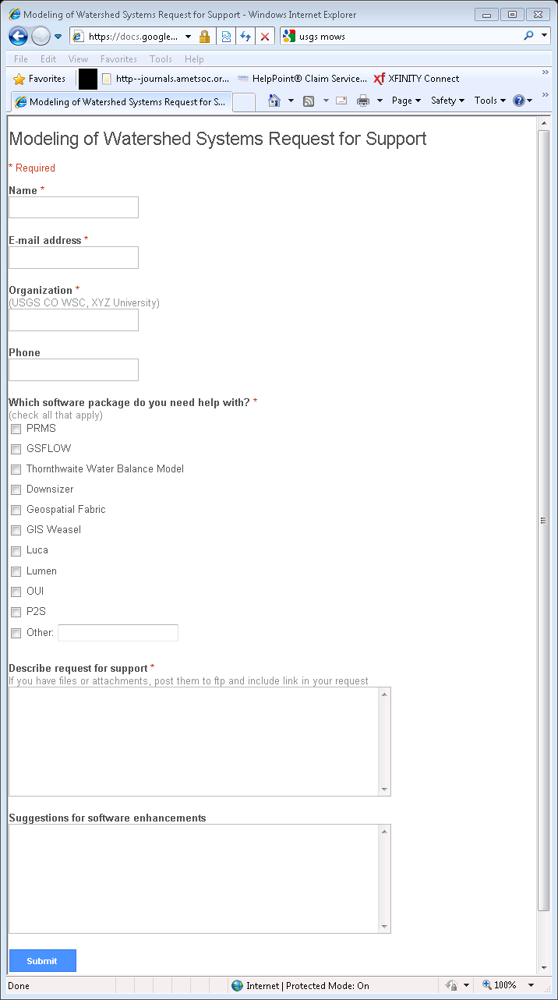 Modeling of Watershed Systems Request for Support - Windows Internet Explorer
https://docs.google...
usgs mows
File Edit View Favorites Tools Help
Favorites http--journals.ametsoc.or... HelpPoint® Claim Service... XFINITY Connect
Modeling of Watershed Systems Request for S... Page Safety Tools
Modeling of Watershed Systems Request for Support
* Required
Name *
E-mail address *
Organization *
(USGS CO WSC, XYZ University)
Phone
Which software package do you need help with? *
(check all that apply)
PRMS
GSFLOW
Thornthwaite Water Balance Model
Downsizer
Geospatial Fabric
GIS Weasel
Luca
Lumen
OUI
P2S
Other:
Describe request for support *
If you have files or attachments, post them to ftp and include link in your request
Suggestions for software enhancements
Submit
Done Internet | Protected Mode: On 100%